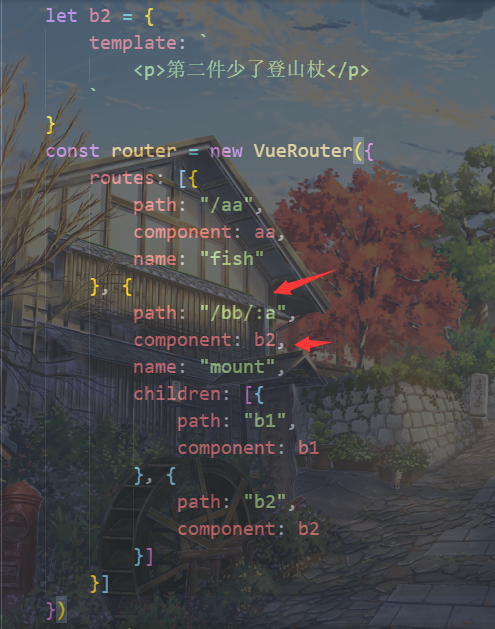 let b2 = {
template: `
<p>第二件少了登山杖</p>
`
}
const router = new VueRouter({
routes: [{
path: "/aa",
component: aa,
name: "fish"
}, {
path: "/bb/:a",
component: b2,
name: "mount",
children: [{
path: "b1",
component: b1
}, {
path: "b2",
component: b2
}]
}]
})